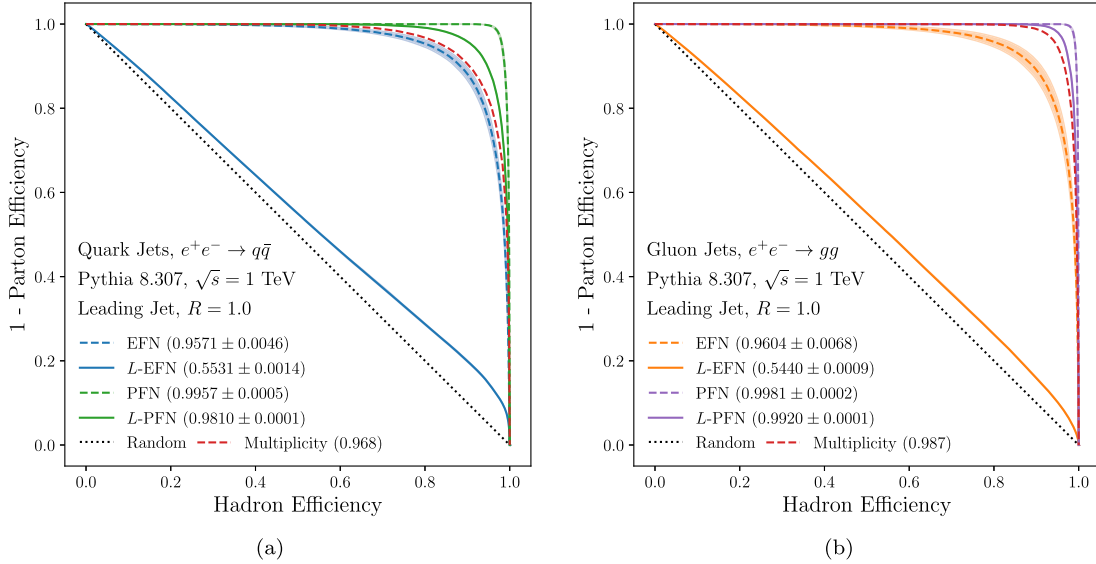 1.0
0.8
0.6
0.4
0.2
0.0
1 - Parton Efficiency
Quark Jets, $e^+e^- \to q\bar{q}$
Pythia 8.307, $\sqrt{s} = 1$ TeV
Leading Jet, $R = 1.0$
EFN (0.9571 ± 0.0046)
L-EFN (0.5531 ± 0.0014)
PFN (0.9957 ± 0.0005)
L-PFN (0.9810 ± 0.0001)
Random Multiplicity (0.968)
0.0 0.2 0.4 0.6 0.8 1.0
Hadron Efficiency
(a)
1.0
0.8
0.6
0.4
0.2
0.0
1 - Parton Efficiency
Gluon Jets, $e^+e^- \to gg$
Pythia 8.307, $\sqrt{s} = 1$ TeV
Leading Jet, $R = 1.0$
EFN (0.9604 ± 0.0068)
L-EFN (0.5440 ± 0.0009)
PFN (0.9981 ± 0.0002)
L-PFN (0.9920 ± 0.0001)
Random Multiplicity (0.987)
0.0 0.2 0.4 0.6 0.8 1.0
Hadron Efficiency
(b)